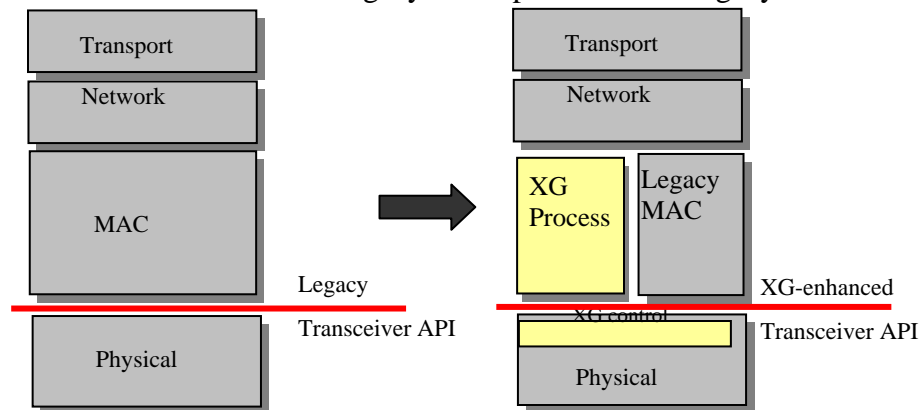 Transport
Network
MAC
Legacy
Transceiver API
Physical
Transport
Network
XG
Process
Legacy
MAC
XG-enhanced
XG control
Transceiver API
Physical